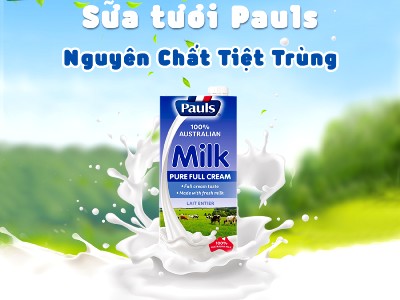 Sữa tươi Pauls
Nguyên Chất Tiệt Trùng
Pauls
100%
AUSTRALIAN
Milk
PURE FULL CREAM
• Full cream taste
• Made with fresh milk
LAIT ENTIER
100%